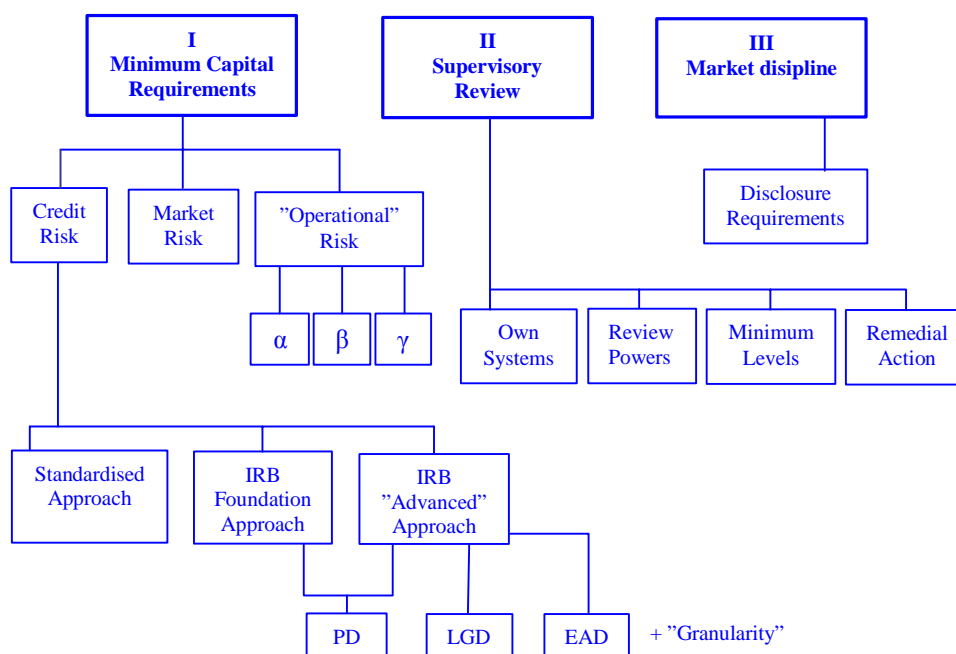 I
Minimum Capital
Requirements
II
Supervisory
Review
III
Market disipline
Credit
Risk
Market
Risk
”Operational”
Risk
Disclosure
Requirements
α
β
γ
Own
Systems
Review
Powers
Minimum
Levels
Remedial
Action
Standardised
Approach
IRB
Foundation
Approach
IRB
”Advanced”
Approach
PD
LGD
EAD
+ ”Granularity”